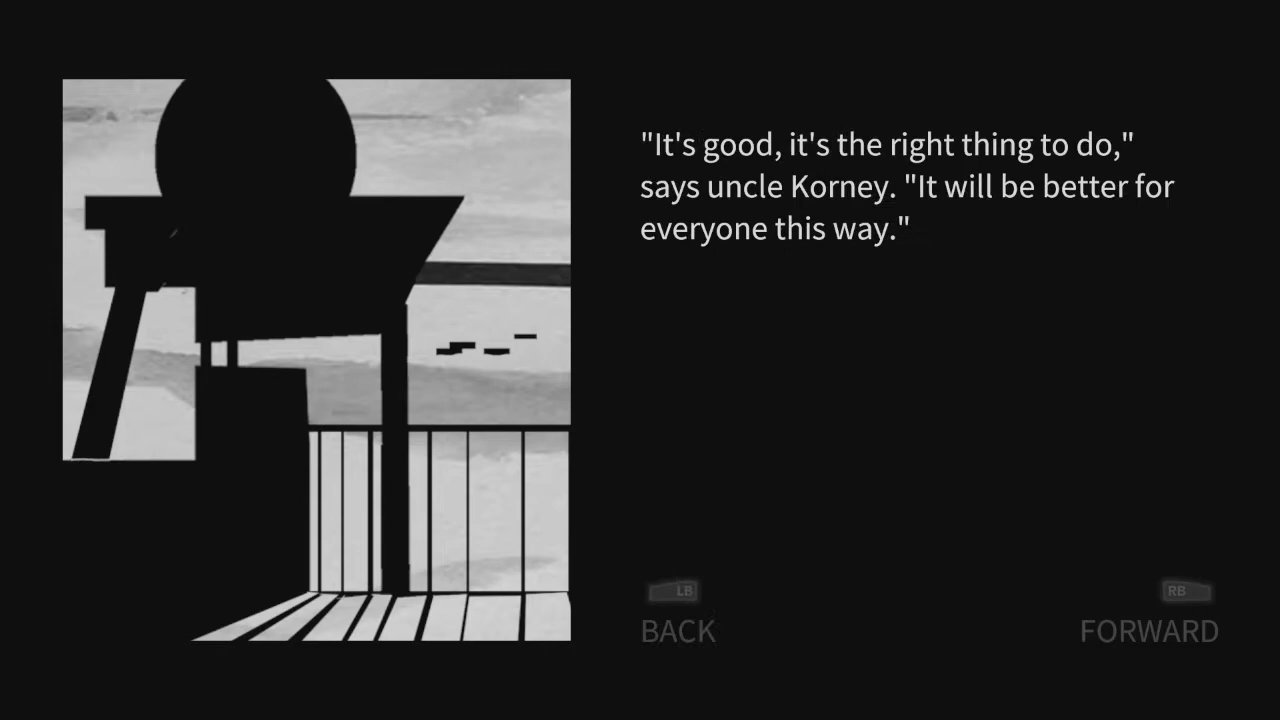 "It's good, it's the right thing to do,"
says uncle Korney. "It will be better for
everyone this way."
LB
RB
BACK
FORWARD